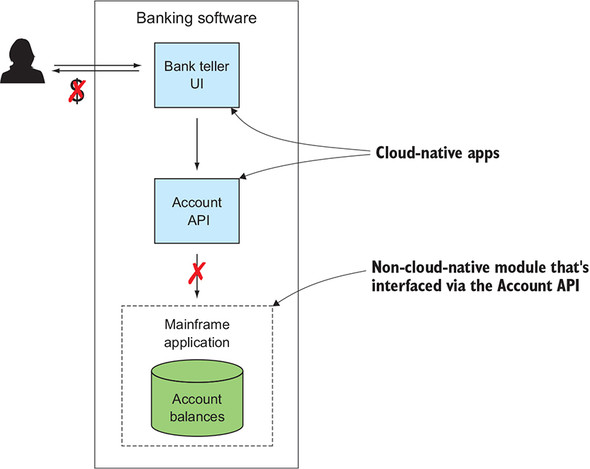 Banking software
Bank teller
UI
$
Cloud-native apps
Account
API
Non-cloud-native module that's
interfaced via the Account API
Mainframe
application
Account
balances